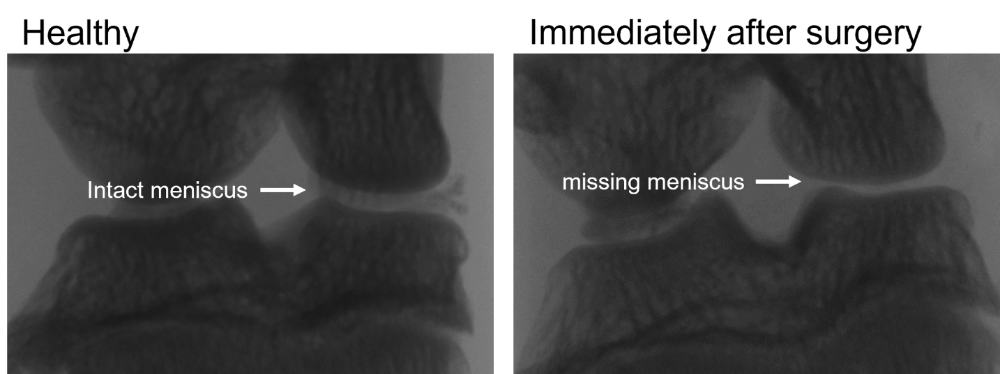 Healthy
Immediately after surgery
Intact meniscus
missing meniscus